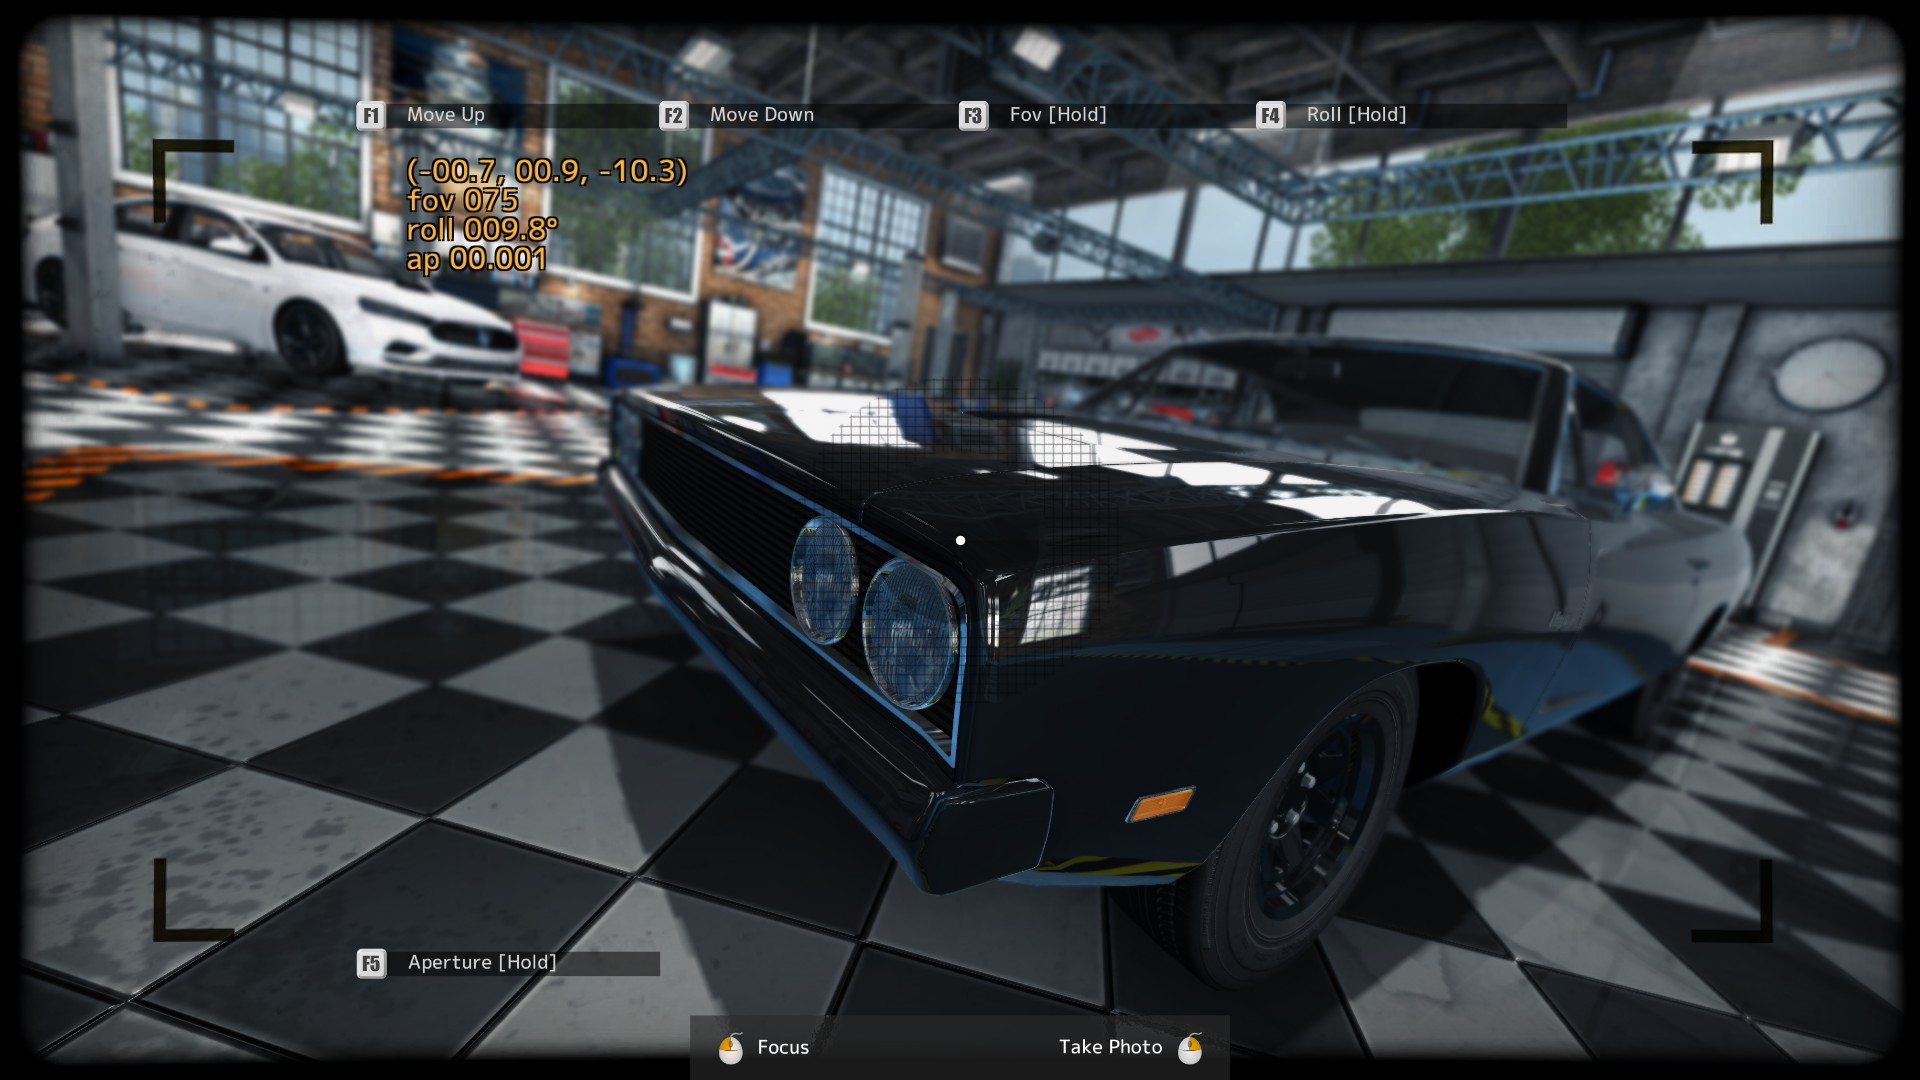 F1 Move Up F2 Move Down F3 Fov [Hold] F4 Roll [Hold]
(-00.7, 00.9, -10.3)
fov 075
roll 009.8°
ap 00.001
F5 Aperture [Hold]
Focus Take Photo